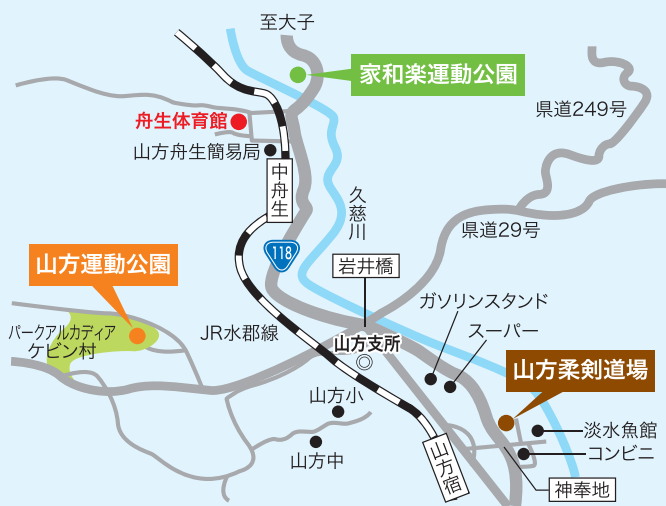 至大子
家和楽運動公園
県道249号
舟生体育館
山方舟生簡易局
中舟生
久慈川
県道29号
118
山方運動公園
岩井橋
ガソリンスタンド
スーパー
パークアルカディア
ケビン村
JR水郡線
山方支所
山方柔剣道場
山方小
山方中
山方宿
淡水魚館
コンビニ
神奉地